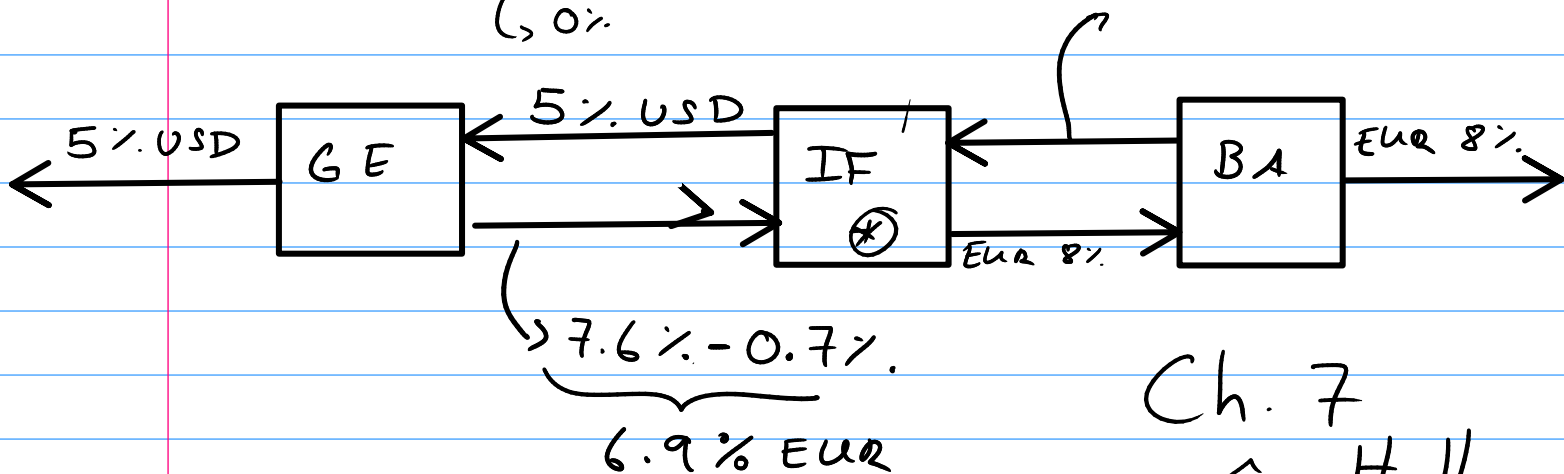 ↳ 0%
5% USD
5% USD
EUR 8%
GE
IF
BA
*
EUR 8%
7.6% - 0.7%.
6.9% EUR
Ch. 7